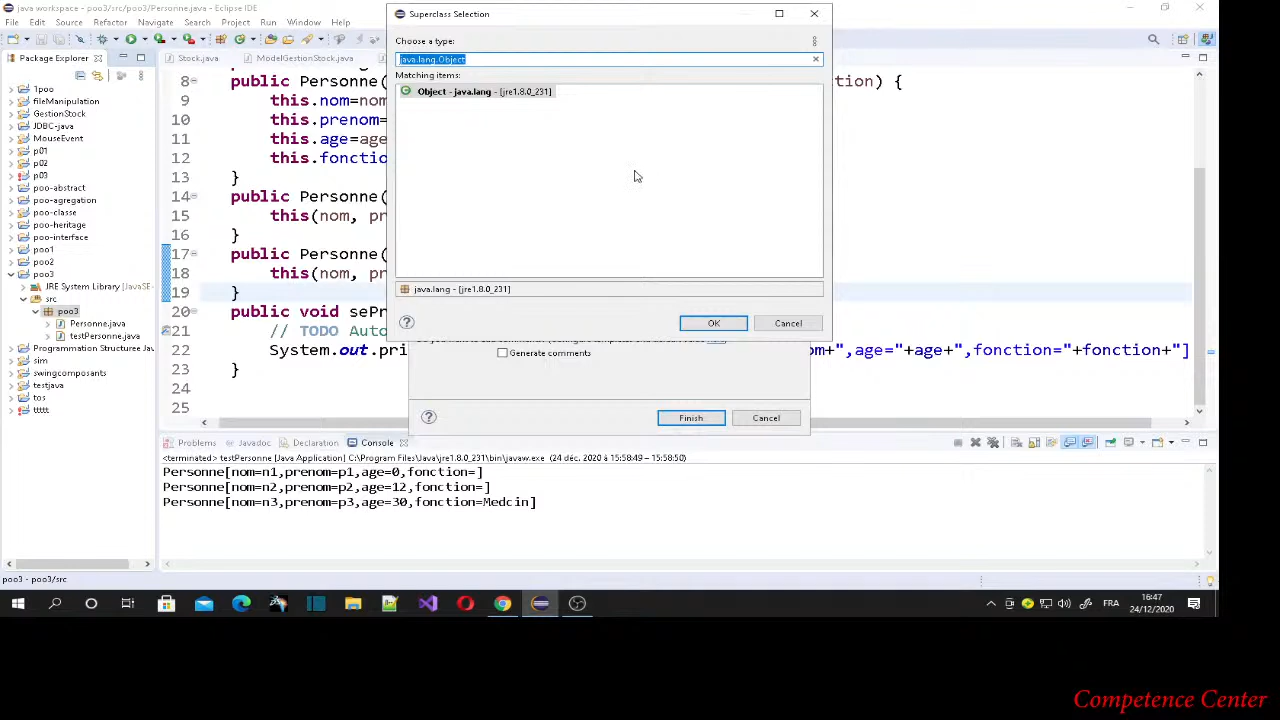 java workspace - poo3/src/poo3/Personne.java - Eclipse IDE
File Edit Source Refactor Navigate Search Project Run Window Help
Superclass Selection
Choose a type:
java.lang.Object
Matching items:
Object - java.lang - [jre1.8.0_231]
java.lang - [jre1.8.0_231]
OK Cancel
Generate comments
Finish Cancel
Package Explorer
1poo
fileManipulation
GestionStock
JDBC-java
MouseEvent
p01
p02
p03
poo-abstract
poo-agregation
poo-classe
poo-heritage
poo-interface
poo1
poo2
poo3
JRE System Library [JavaSE-
src
poo3
Personne.java
testPersonne.java
Programmation Structures Jav
sim
swingcomposants
testjava
tos
ttttt
Stock.java ModelGestionStock.java
8 public Personne( tion) {
9 this.nom=nom
10 this.prenom=
11 this.age=age
12 this.fonctio
13 }
14 public Personne(
15 this(nom, pr
16 }
17 public Personne(
18 this(nom, pr
19 }
20 public void sePr
21 // TODO Auto
22 System.out.pri om+",age="+age+",fonction="+fonction+"]
23 }
24
25
Problems Javadoc Declaration Console
<terminated> testPersonne [Java Application] C:\Program Files\Java\jre1.8.0_231\bin\javaw.exe (24 déc. 2020 à 15:58:49 – 15:58:50)
Personne[nom=n1,prenom=p1,age=0,fonction=]
Personne[nom=n2,prenom=p2,age=12,fonction=]
Personne[nom=n3,prenom=p3,age=30,fonction=Medcin]
poo3 - poo3/src
FRA
16:47
24/12/2020
Competence Center